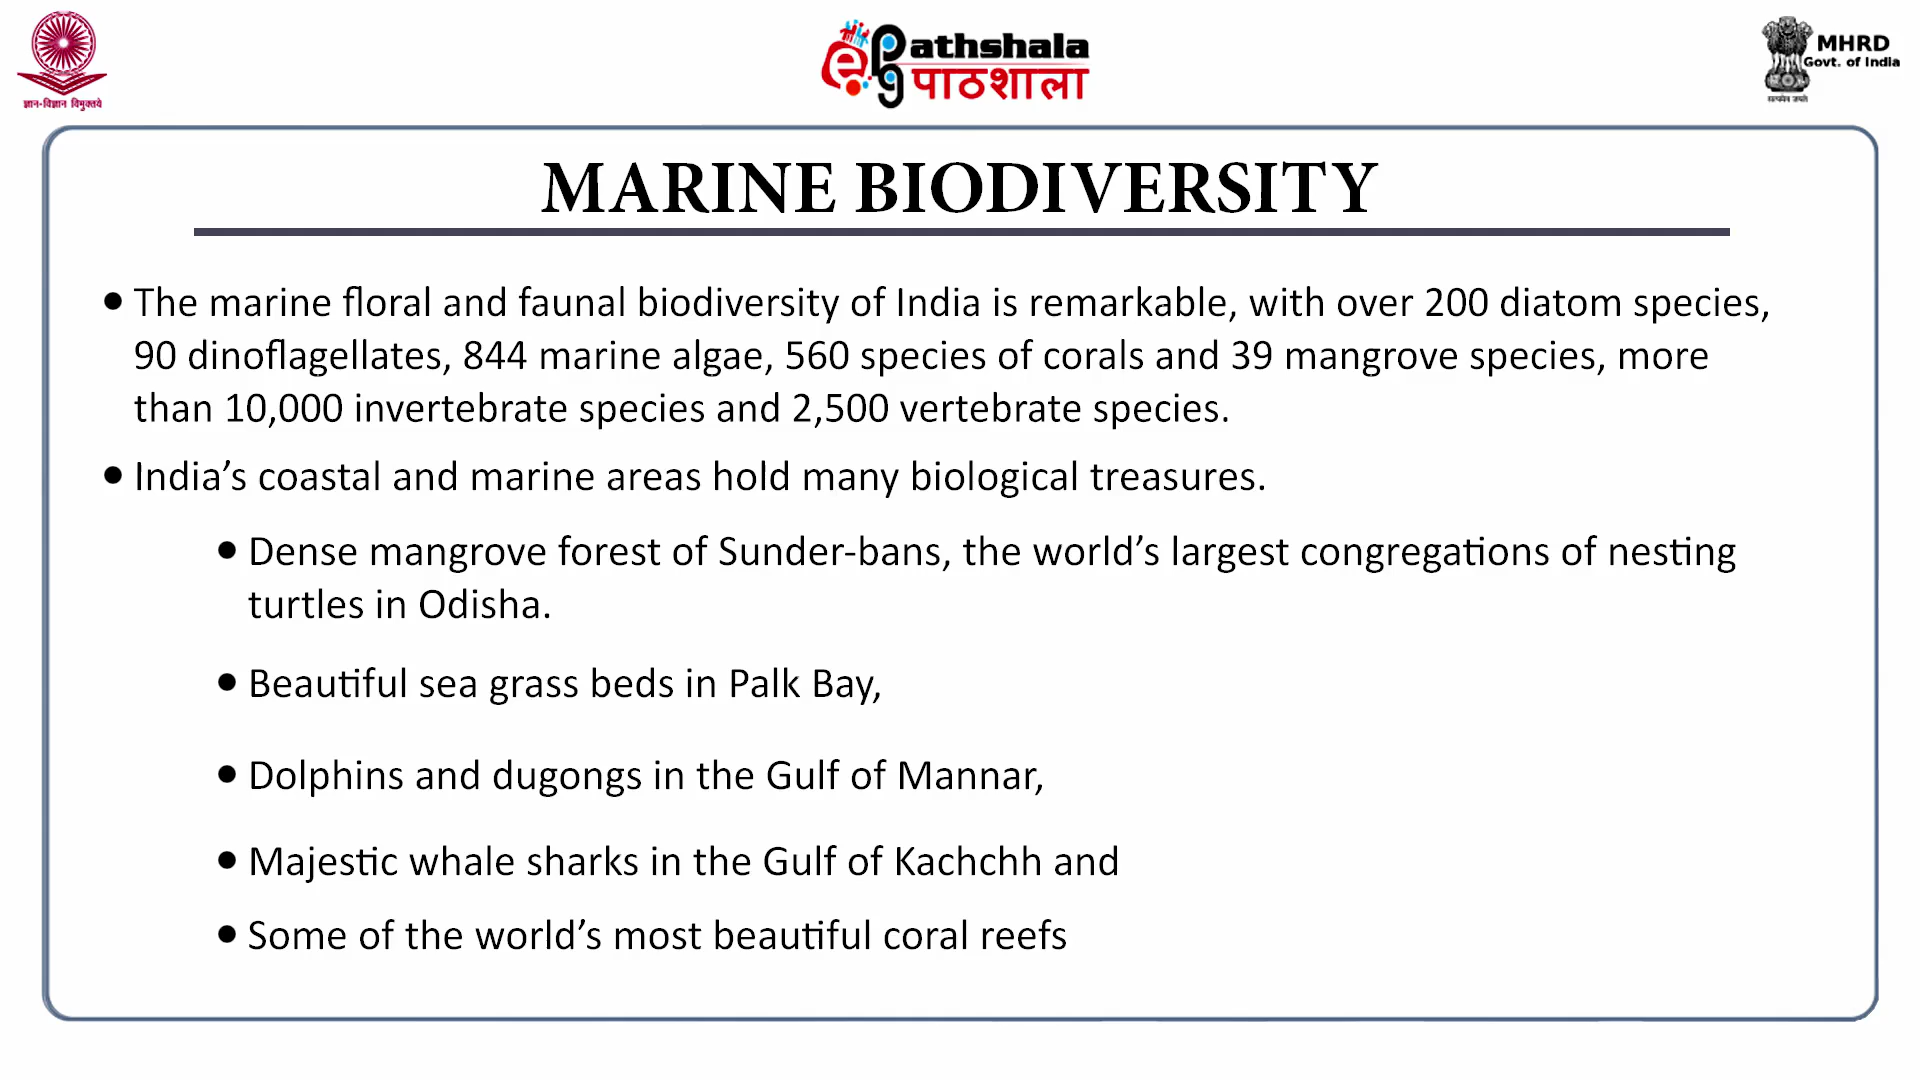 ज्ञान-विज्ञान विमुक्तये
ePG Pathshala
पाठशाला
MHRD
Govt. of India
सत्यमेव जयते
MARINE BIODIVERSITY
• The marine floral and faunal biodiversity of India is remarkable, with over 200 diatom species,
90 dinoflagellates, 844 marine algae, 560 species of corals and 39 mangrove species, more
than 10,000 invertebrate species and 2,500 vertebrate species.
• India’s coastal and marine areas hold many biological treasures.
• Dense mangrove forest of Sunder-bans, the world’s largest congregations of nesting
turtles in Odisha.
• Beautiful sea grass beds in Palk Bay,
• Dolphins and dugongs in the Gulf of Mannar,
• Majestic whale sharks in the Gulf of Kachchh and
• Some of the world’s most beautiful coral reefs